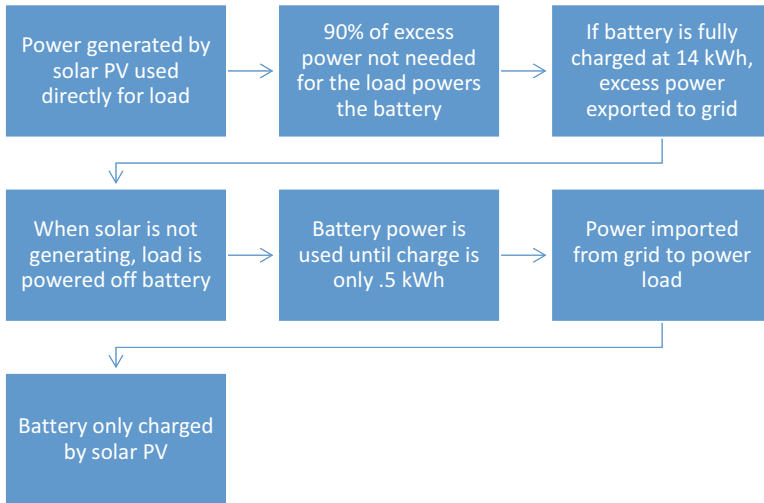 Power generated by
solar PV used
directly for load
90% of excess
power not needed
for the load powers
the battery
If battery is fully
charged at 14 kWh,
excess power
exported to grid
When solar is not
generating, load is
powered off battery
Battery power is
used until charge is
only .5 kWh
Power imported
from grid to power
load
Battery only charged
by solar PV